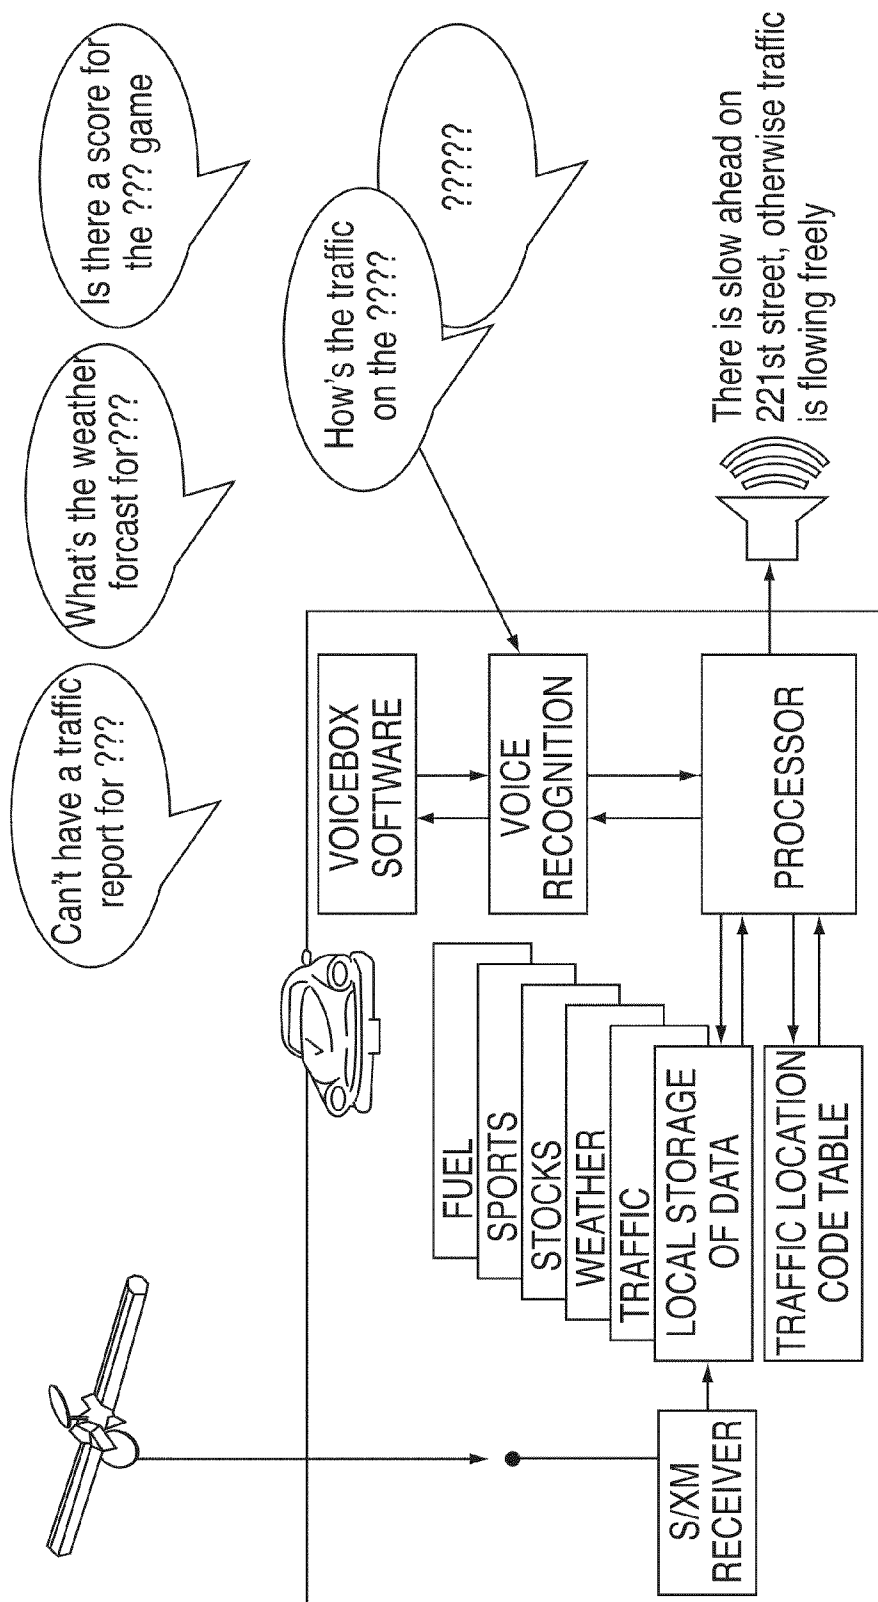 Can't have a traffic
report for ???
What's the weather
forcast for???
Is there a score for
the ??? game
How's the traffic
on the ????
?????
VOICEBOX
SOFTWARE
VOICE
RECOGNITION
PROCESSOR
FUEL
SPORTS
STOCKS
WEATHER
TRAFFIC
LOCAL STORAGE
OF DATA
TRAFFIC LOCATION
CODE TABLE
S/XM
RECEIVER
There is slow ahead on
221st street, otherwise traffic
is flowing freely